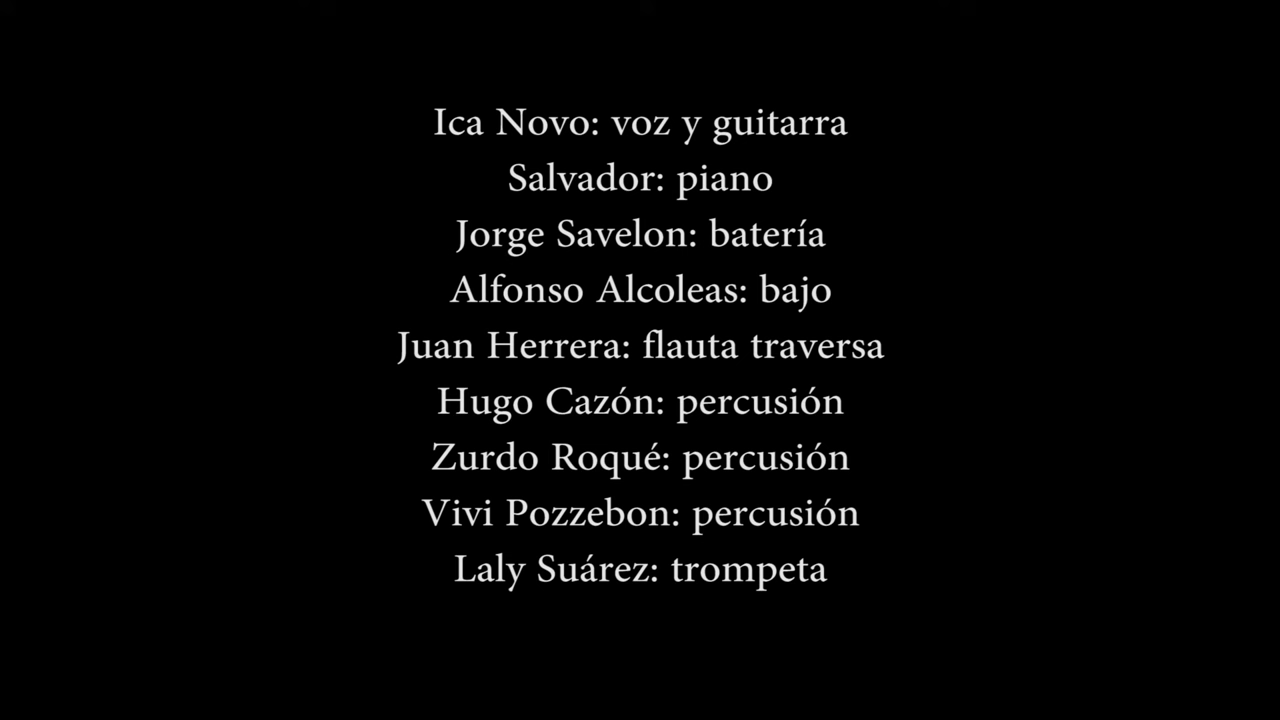 Ica Novo: voz y guitarra
Salvador: piano
Jorge Savelon: batería
Alfonso Alcoleas: bajo
Juan Herrera: flauta traversa
Hugo Cazón: percusión
Zurdo Roqué: percusión
Vivi Pozzebon: percusión
Laly Suárez: trompeta